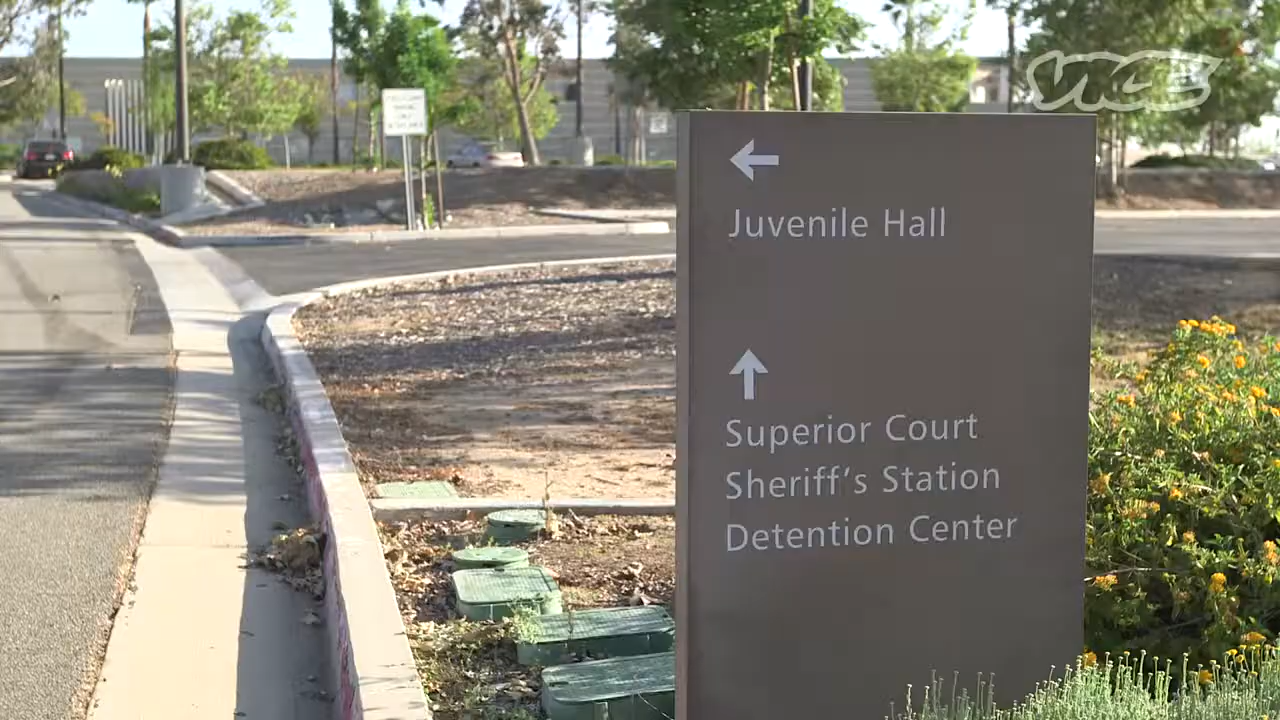 VICE
Juvenile Hall
Superior Court
Sheriff's Station
Detention Center